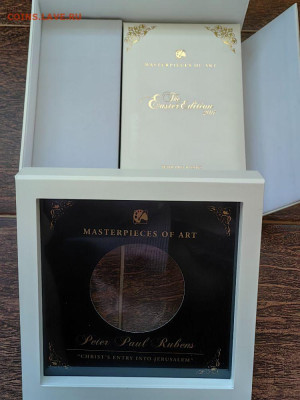 COINS.LAVE.RU
MASTERPIECES OF ART
The
Easter Edition
MASTERPIECES OF ART
Peter Paul Rubens
"CHRIST'S ENTRY INTO JERUSALEM"